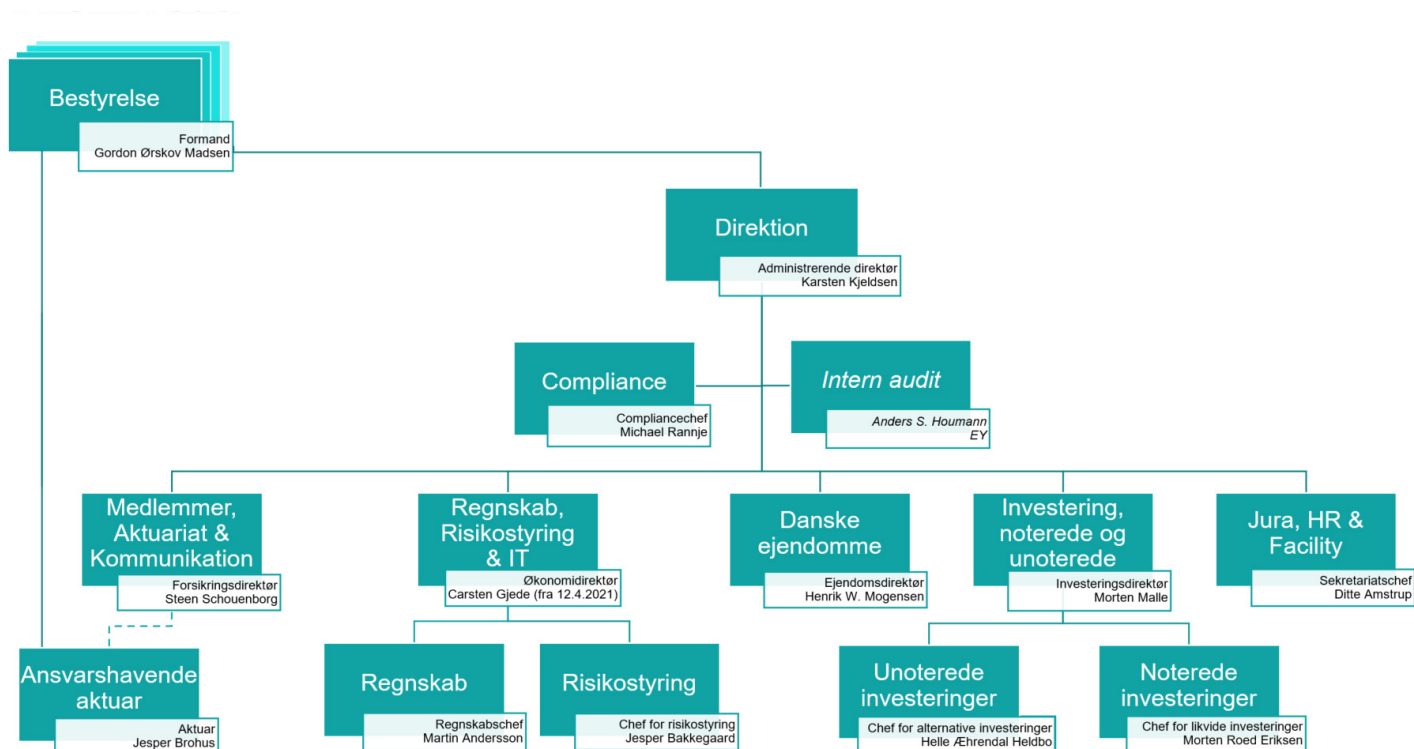 Bestyrelse
Formand
Gordon Ørskov Madsen
Direktion
Administrerende direktør
Karsten Kjeldsen
Compliance
Compliancechef
Michael Rannje
Intern audit
Anders S. Houmann
EY
Medlemmer,
Aktuariat &
Kommunikation
Forsikringsdirektør
Steen Schouenborg
Regnskab,
Risikostyring
& IT
Økonomidirektør
Carsten Gjede (fra 12.4.2021)
Danske
ejendomme
Ejendomsdirektør
Henrik W. Mogensen
Investering,
noterede og
unoterede
Investeringsdirektør
Morten Malle
Jura, HR &
Facility
Sekretariatschef
Ditte Amstrup
Ansvarshavende
aktuar
Aktuar
Jesper Brohus
Regnskab
Regnskabschef
Martin Andersson
Risikostyring
Chef for risikostyring
Jesper Bakkegaard
Unoterede
investeringer
Chef for alternative investeringer
Helle Æhrendal Heldbo
Noterede
investeringer
Chef for likvide investeringer
Morten Roed Eriksen